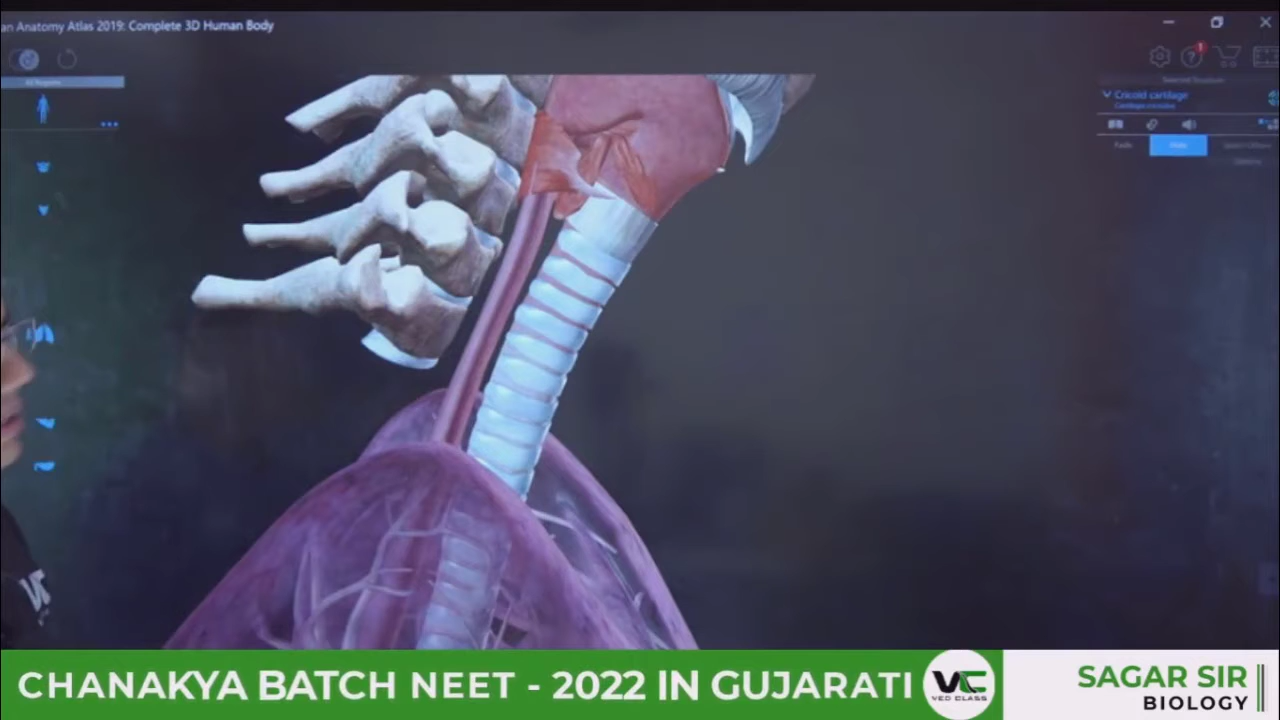 an Anatomy Atlas 2019: Complete 3D Human Body
Cricoid cartilage
CHANAKYA BATCH NEET - 2022 IN GUJARATI
VC
VED CLASS
SAGAR SIR
BIOLOGY